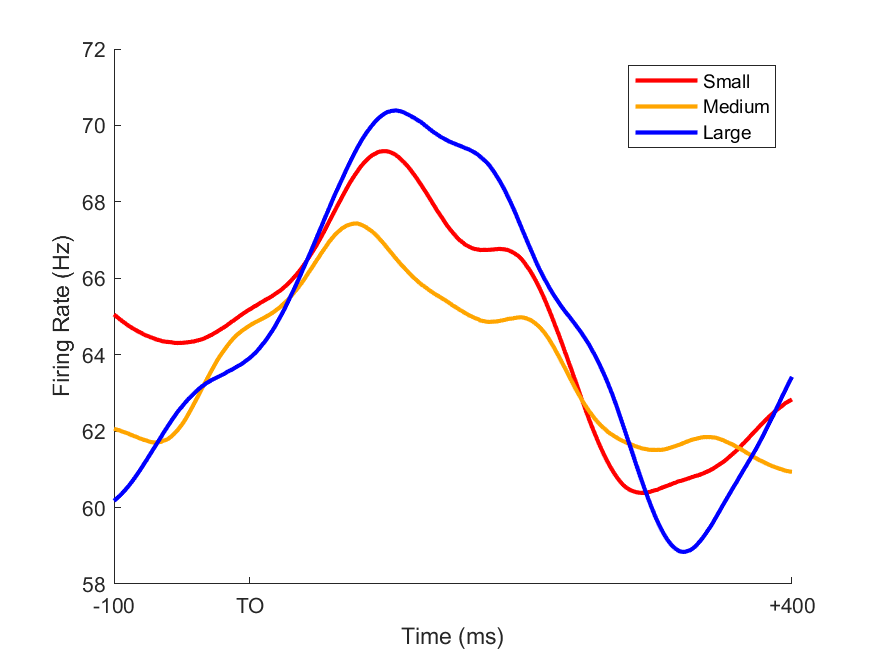 72
70
68
66
64
62
60
58
Firing Rate (Hz)
Small
Medium
Large
-100
TO
+400
Time (ms)